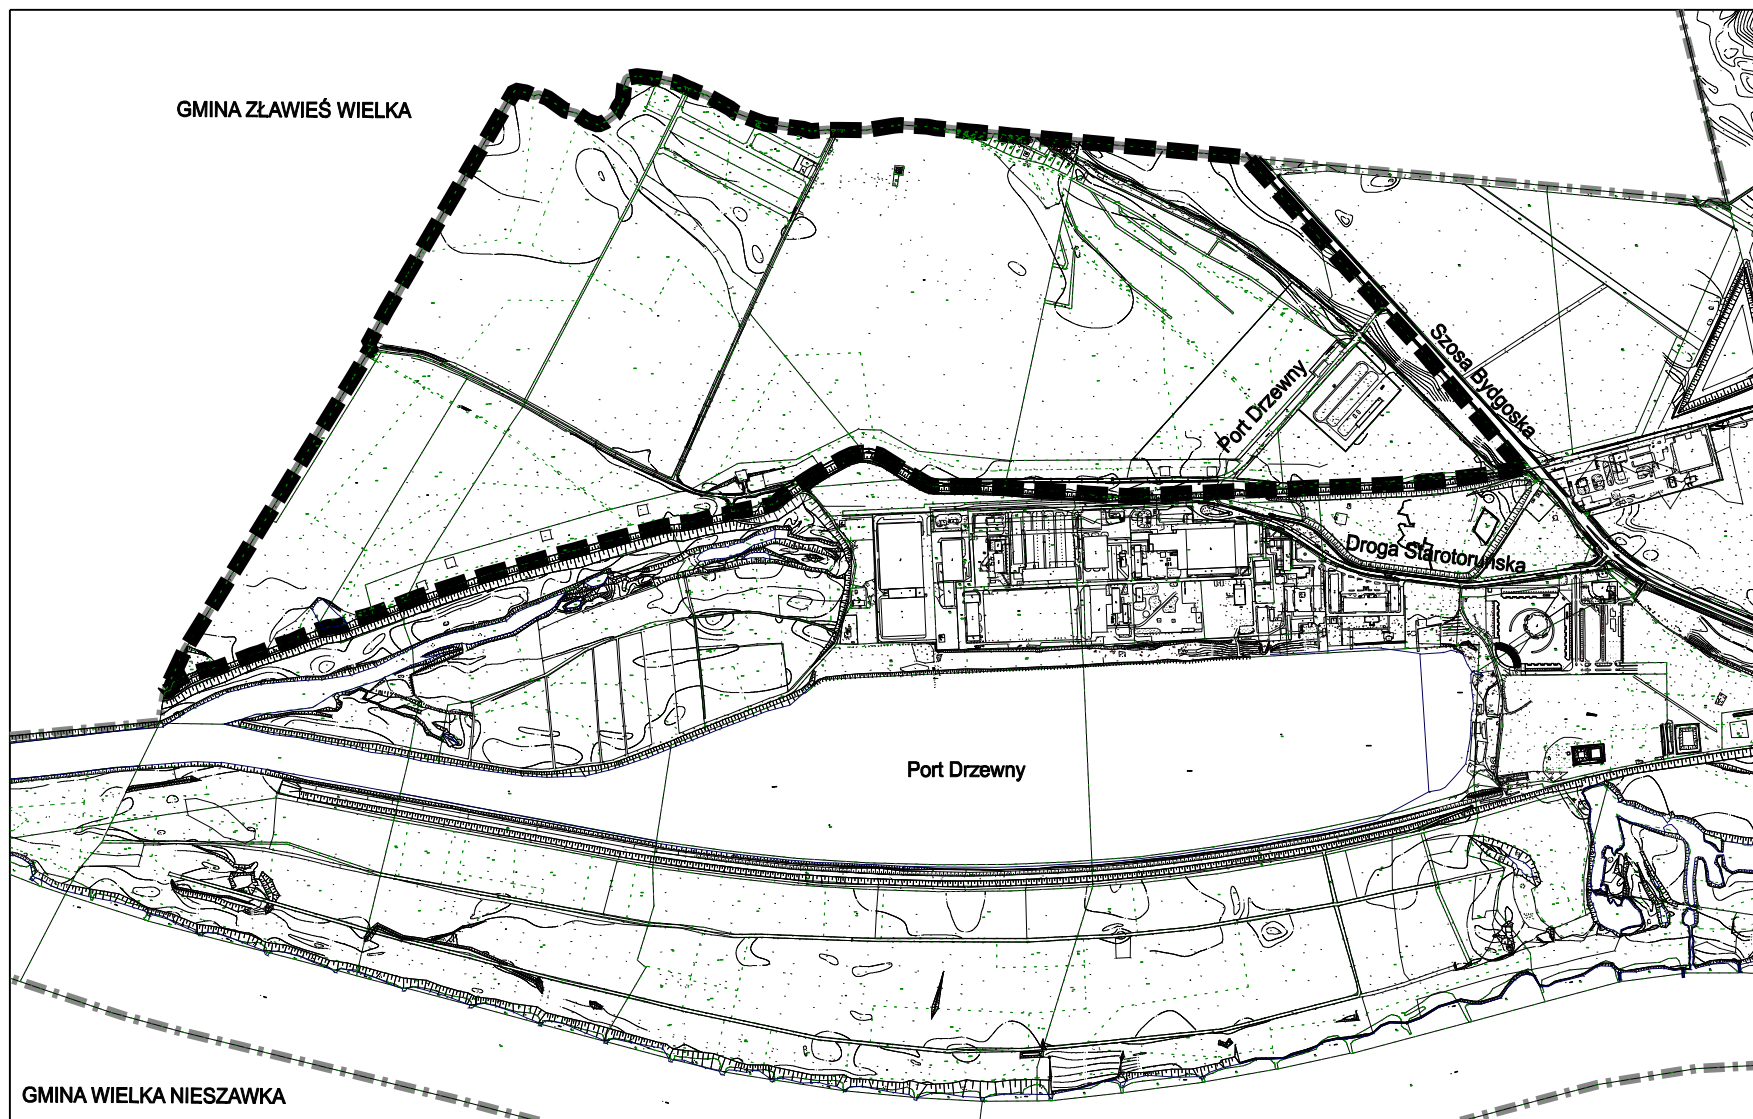 GMINA ZŁAWIEŚ WIELKA
Szosa Bydgoska
Port Drzewny
Droga Starotoruńska
Port Drzewny
GMINA WIELKA NIESZAWKA